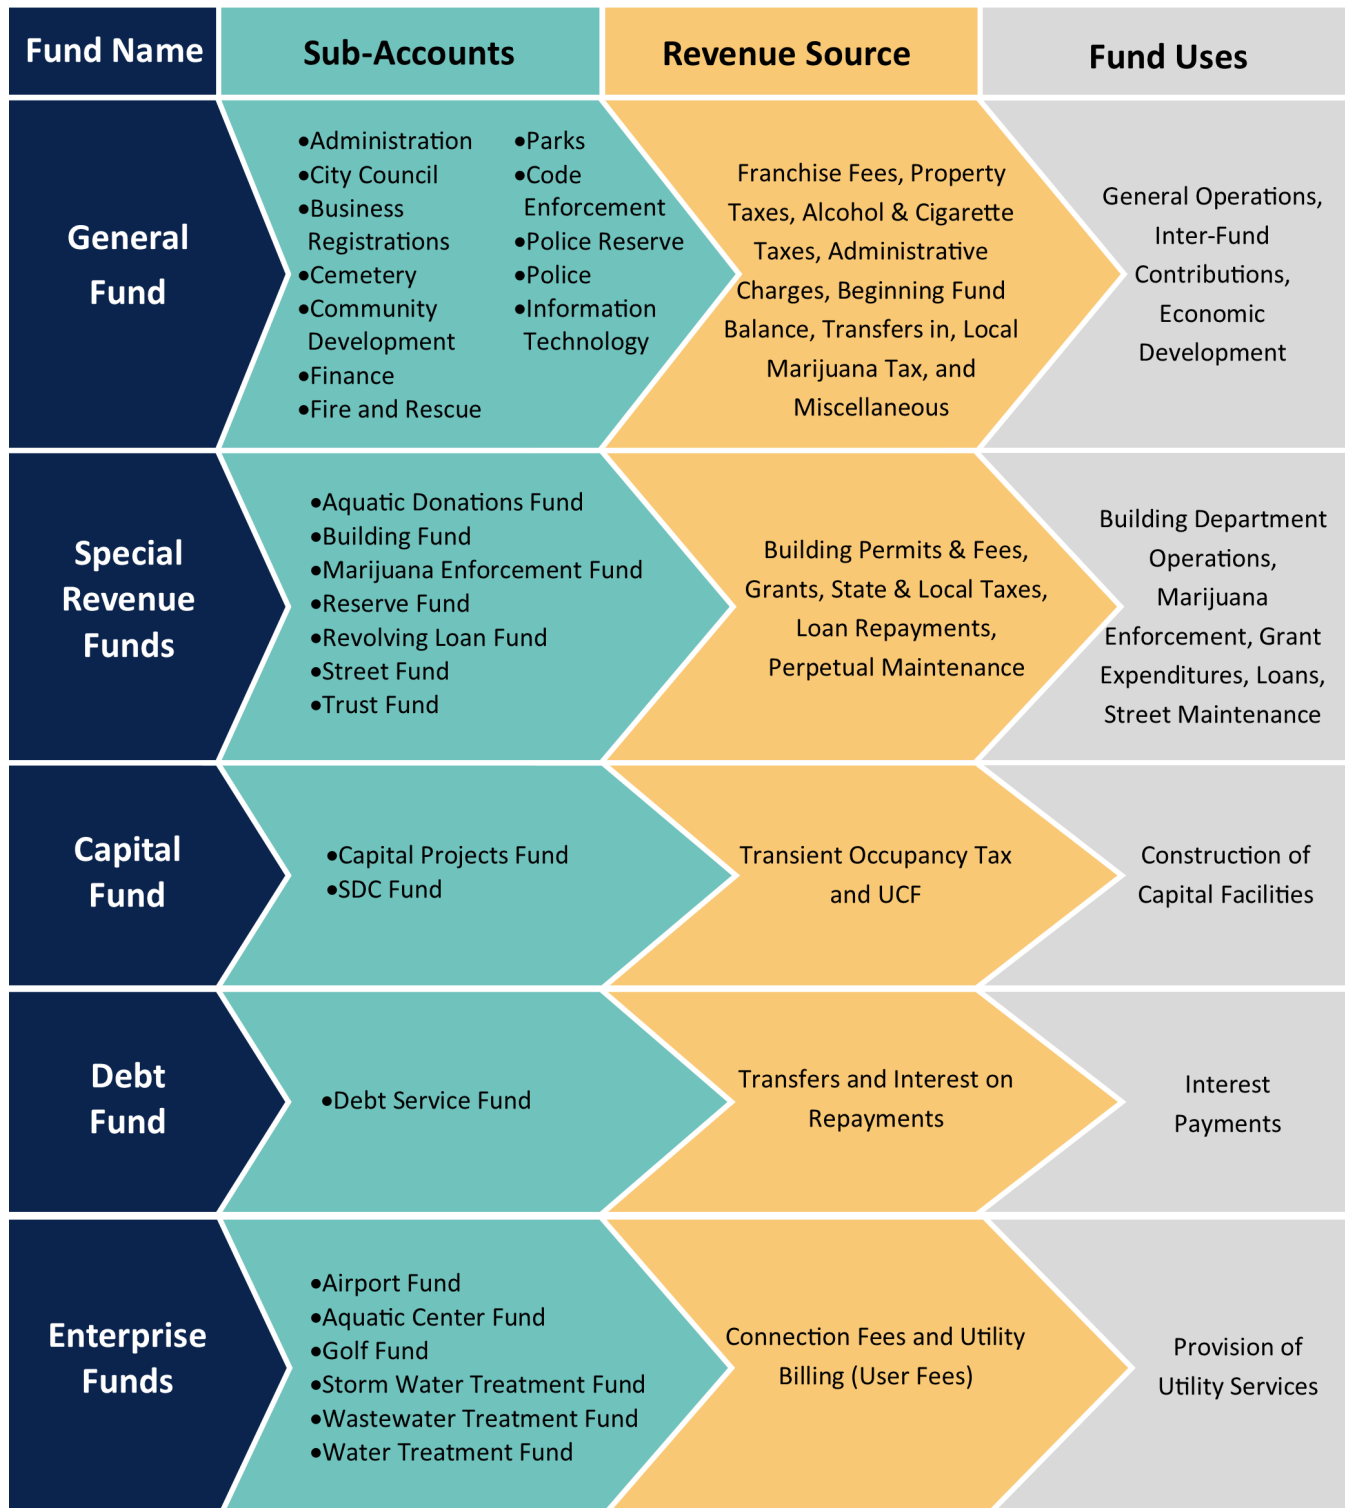 Fund Name
Sub-Accounts
Revenue Source
Fund Uses
General
Fund
•Administration
•City Council
•Business
Registrations
•Cemetery
•Community
Development
•Finance
•Fire and Rescue
•Parks
•Code
Enforcement
•Police Reserve
•Police
•Information
Technology
Franchise Fees, Property
Taxes, Alcohol & Cigarette
Taxes, Administrative
Charges, Beginning Fund
Balance, Transfers in, Local
Marijuana Tax, and
Miscellaneous
General Operations,
Inter-Fund
Contributions,
Economic
Development
Special
Revenue
Funds
•Aquatic Donations Fund
•Building Fund
•Marijuana Enforcement Fund
•Reserve Fund
•Revolving Loan Fund
•Street Fund
•Trust Fund
Building Permits & Fees,
Grants, State & Local Taxes,
Loan Repayments,
Perpetual Maintenance
Building Department
Operations,
Marijuana
Enforcement, Grant
Expenditures, Loans,
Street Maintenance
Capital
Fund
•Capital Projects Fund
•SDC Fund
Transient Occupancy Tax
and UCF
Construction of
Capital Facilities
Debt
Fund
•Debt Service Fund
Transfers and Interest on
Repayments
Interest
Payments
Enterprise
Funds
•Airport Fund
•Aquatic Center Fund
•Golf Fund
•Storm Water Treatment Fund
•Wastewater Treatment Fund
•Water Treatment Fund
Connection Fees and Utility
Billing (User Fees)
Provision of
Utility Services